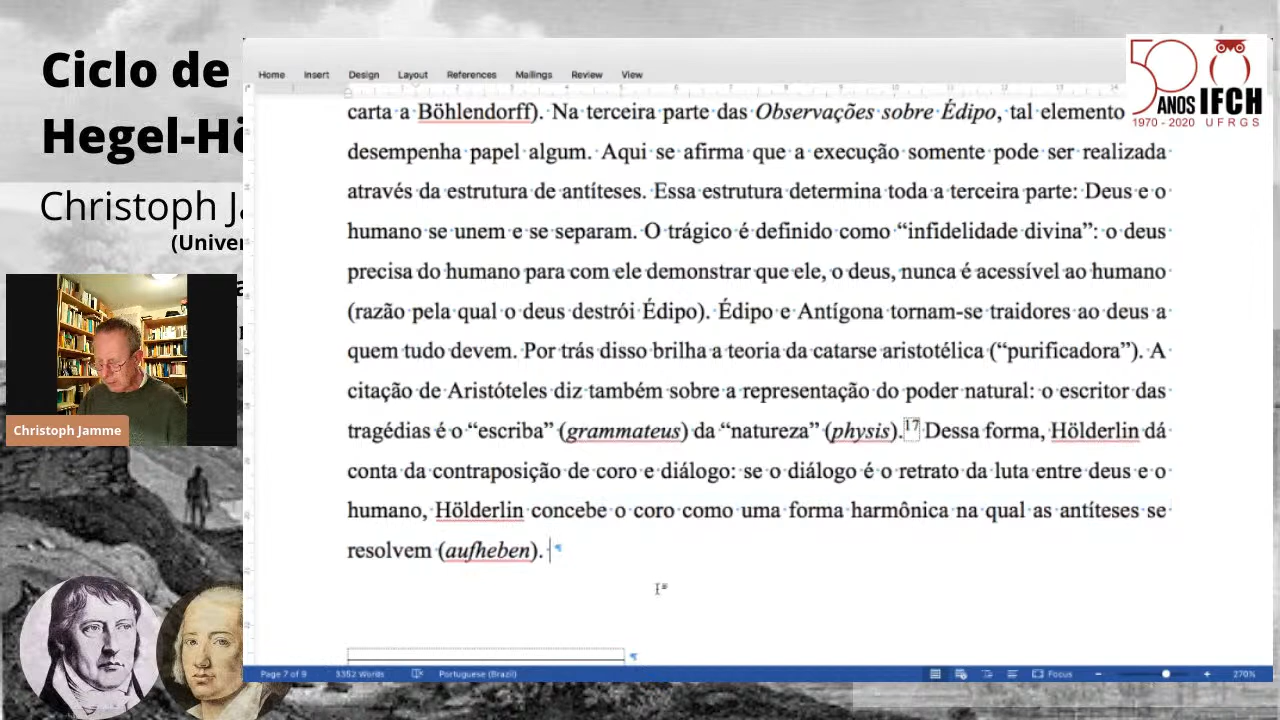 Ciclo de
Hegel-Hö
Christoph Ja
(Univer
Christoph Jamme
Home Insert Design Layout References Mailings Review View
carta a Böhlendorff). Na terceira parte das Observações sobre Édipo, tal elemento
desempenha papel algum. Aqui se afirma que a execução somente pode ser realizada
através da estrutura de antíteses. Essa estrutura determina toda a terceira parte: Deus e o
humano se unem e se separam. O trágico é definido como “infidelidade divina”: o deus
precisa do humano para com ele demonstrar que ele, o deus, nunca é acessível ao humano
(razão pela qual o deus destrói Édipo). Édipo e Antígona tornam-se traidores ao deus a
quem tudo devem. Por trás disso brilha a teoria da catarse aristotélica (“purificadora”). A
citação de Aristóteles diz também sobre a representação do poder natural: o escritor das
tragédias é o “escriba” (grammateus) da “natureza” (physis).17 Dessa forma, Hölderlin dá
conta da contraposição de coro e diálogo: se o diálogo é o retrato da luta entre deus e o
humano, Hölderlin concebe o coro como uma forma harmônica na qual as antíteses se
resolvem (aufheben).
Page 7 of 9 3352 Words Portuguese (Brazil) Focus 270%
50 ANOS IFCH
1970 - 2020 UFRGS